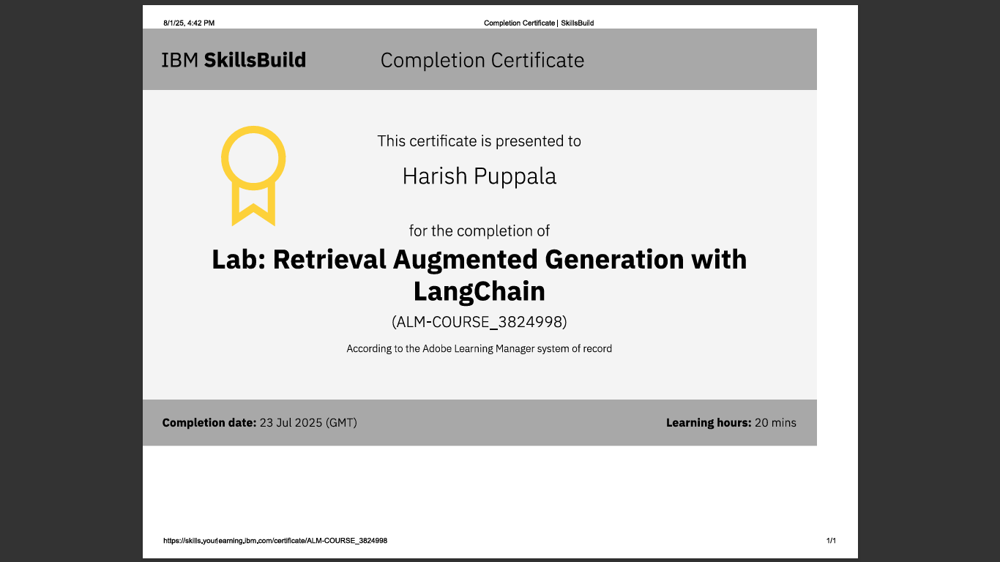 8/1/25, 4:42 PM
Completion Certificate | SkillsBuild
IBM SkillsBuild
Completion Certificate
This certificate is presented to
Harish Puppala
for the completion of
Lab: Retrieval Augmented Generation with
LangChain
(ALM-COURSE_3824998)
According to the Adobe Learning Manager system of record
Completion date: 23 Jul 2025 (GMT)
Learning hours: 20 mins
https://skills.yourlearning.ibm.com/certificate/ALM-COURSE_3824998
1/1